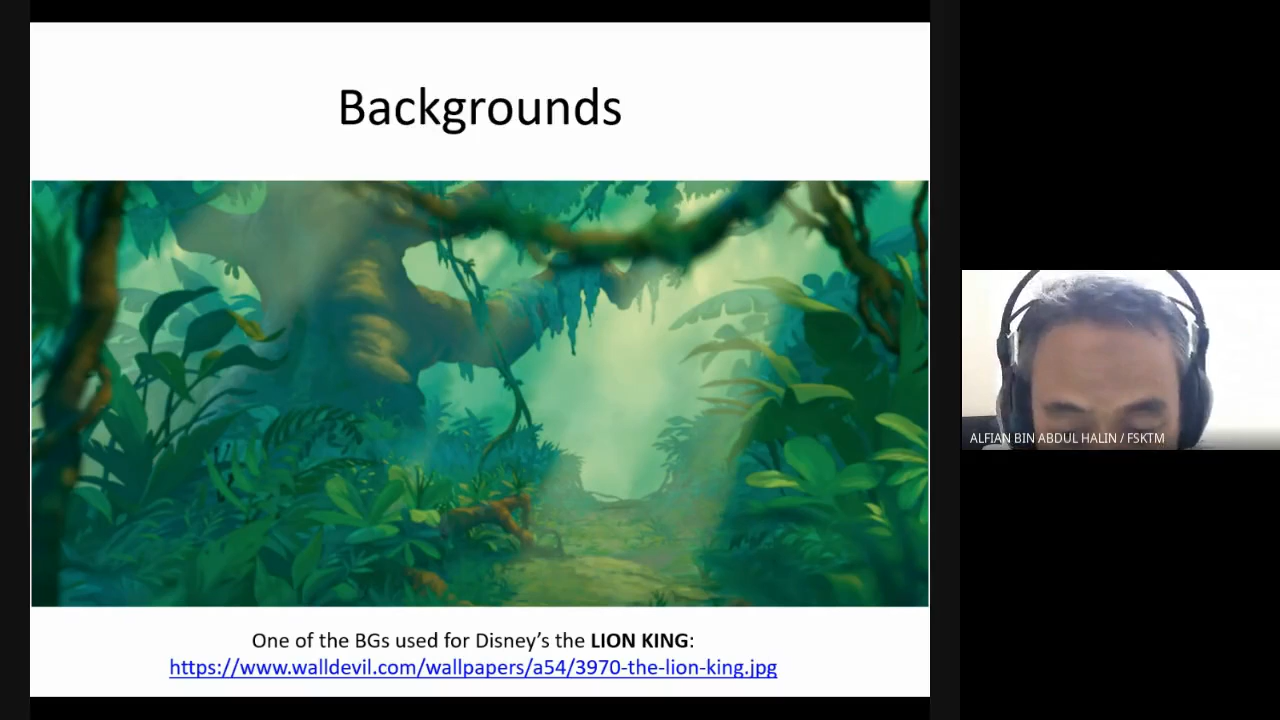 Backgrounds
One of the BGs used for Disney’s the LION KING:
https://www.walldevil.com/wallpapers/a54/3970-the-lion-king.jpg
ALFIAN BIN ABDUL HALIN / FSKTM